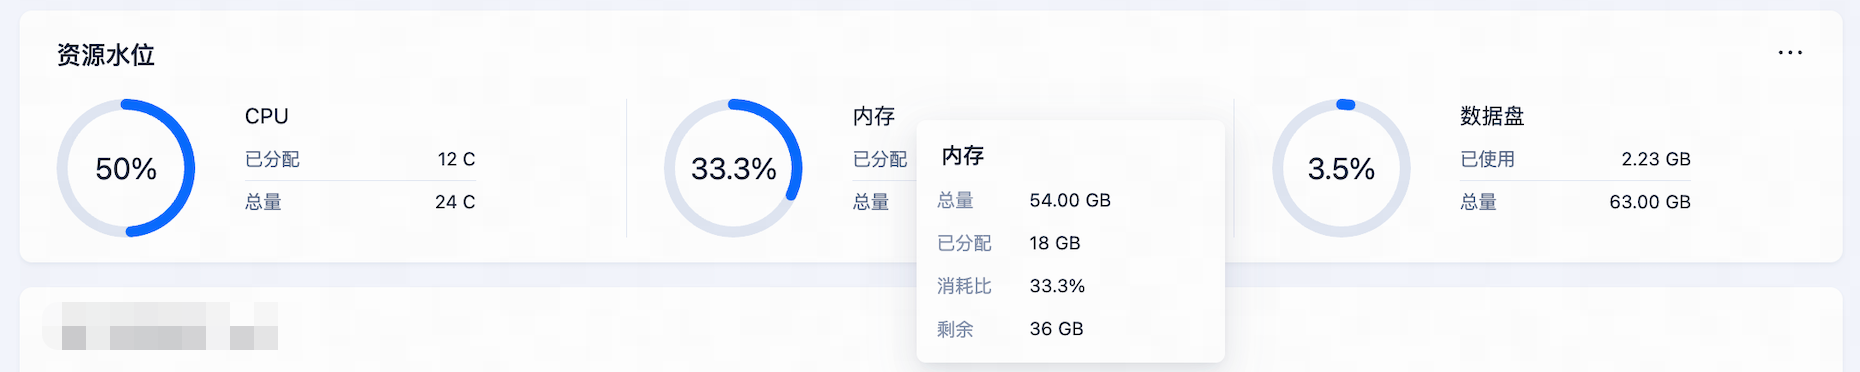 资源水位
...
50%
CPU
已分配 12 C
总量 24 C
33.3%
内存
已分配
总量
内存
总量 54.00 GB
已分配 18 GB
消耗比 33.3%
剩余 36 GB
3.5%
数据盘
已使用 2.23 GB
总量 63.00 GB